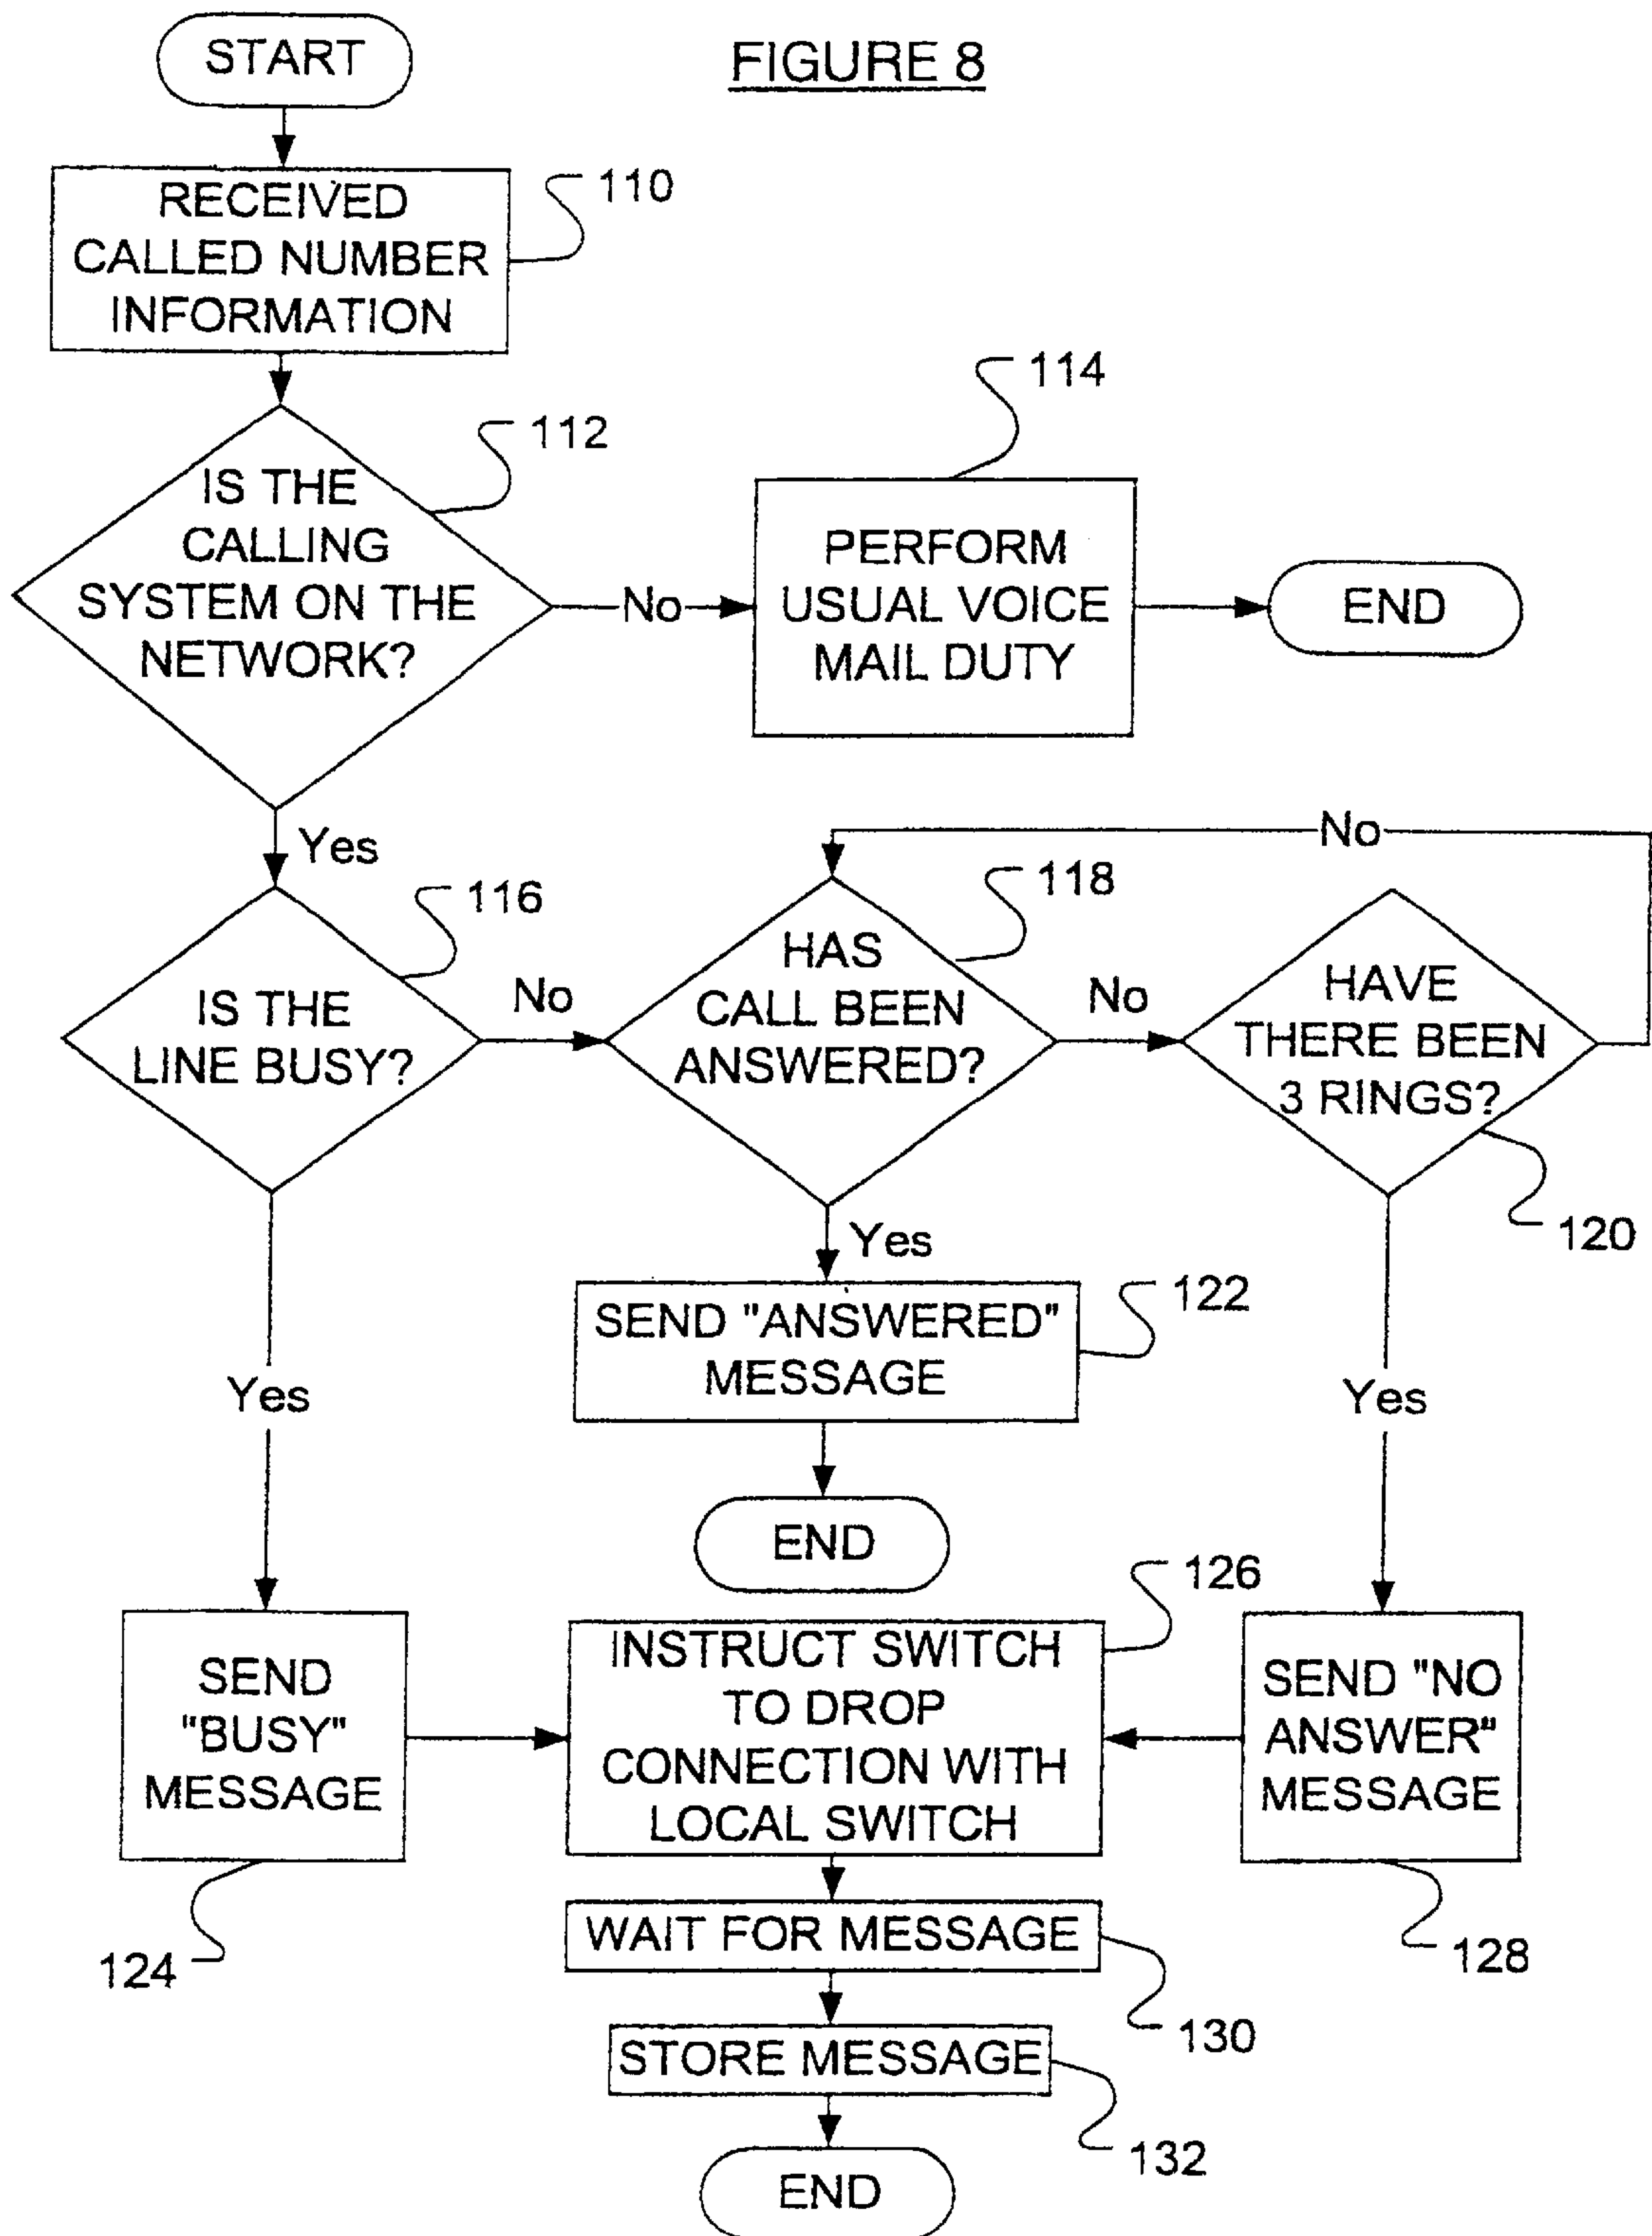 START
FIGURE 8
RECEIVED
CALLED NUMBER
INFORMATION
110
IS THE
CALLING
SYSTEM ON THE
NETWORK?
112
No
114
PERFORM
USUAL VOICE
MAIL DUTY
END
Yes
No
IS THE
LINE BUSY?
116
No
HAS
CALL BEEN
ANSWERED?
118
No
HAVE
THERE BEEN
3 RINGS?
120
Yes
Yes
SEND "ANSWERED"
MESSAGE
122
Yes
END
SEND
"BUSY"
MESSAGE
124
INSTRUCT SWITCH
TO DROP
CONNECTION WITH
LOCAL SWITCH
126
SEND "NO
ANSWER"
MESSAGE
128
WAIT FOR MESSAGE
130
STORE MESSAGE
132
END